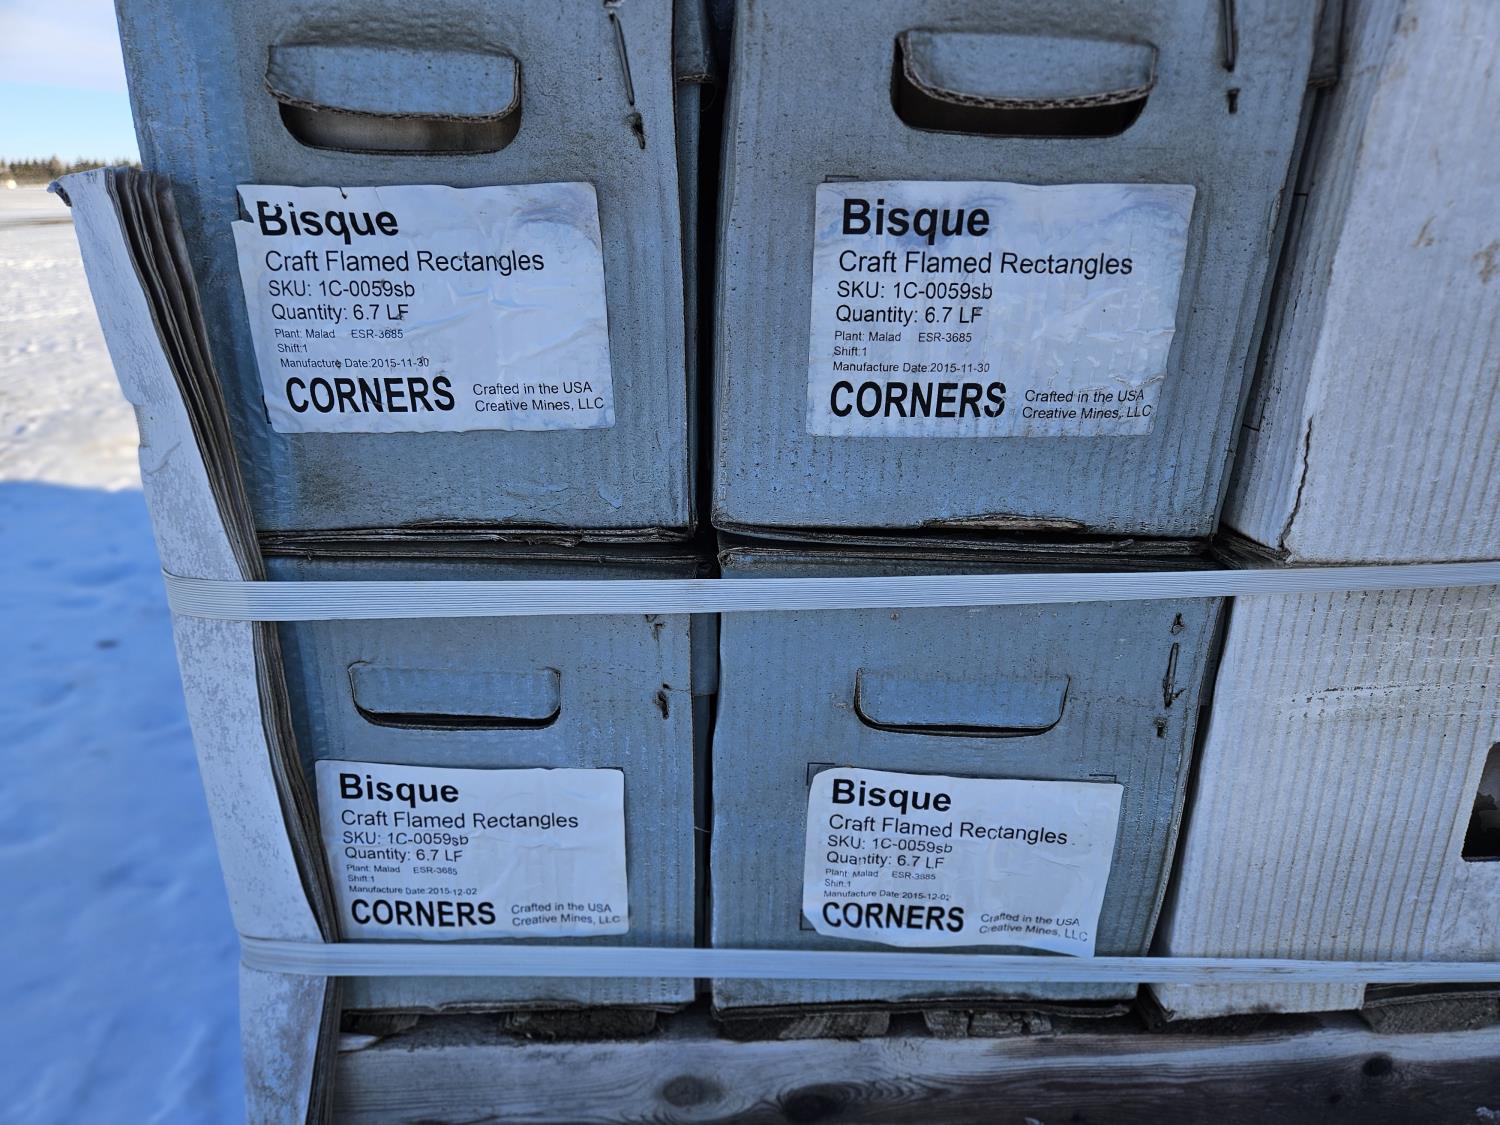 Bisque
Craft Flamed Rectangles
SKU: 1C-0059sb
Quantity: 6.7 LF
Plant: Malad ESR-3685
Shift:1
Manufacture Date:2015-11-30
CORNERS Crafted in the USA
Creative Mines, LLC
Bisque
Craft Flamed Rectangles
SKU: 1C-0059sb
Quantity: 6.7 LF
Plant: Malad ESR-3685
Shift:1
Manufacture Date:2015-11-30
CORNERS Crafted in the USA
Creative Mines, LLC
Bisque
Craft Flamed Rectangles
SKU: 1C-0059sb
Quantity: 6.7 LF
Plant: Malad ESR-3685
Shift:1
Manufacture Date:2015-12-02
CORNERS Crafted in the USA
Creative Mines, LLC
Bisque
Craft Flamed Rectangles
SKU: 1C-0059sb
Quantity: 6.7 LF
Plant: Malad ESR-3685
Shift:1
Manufacture Date:2015-12-02
CORNERS Crafted in the USA
Creative Mines, LLC